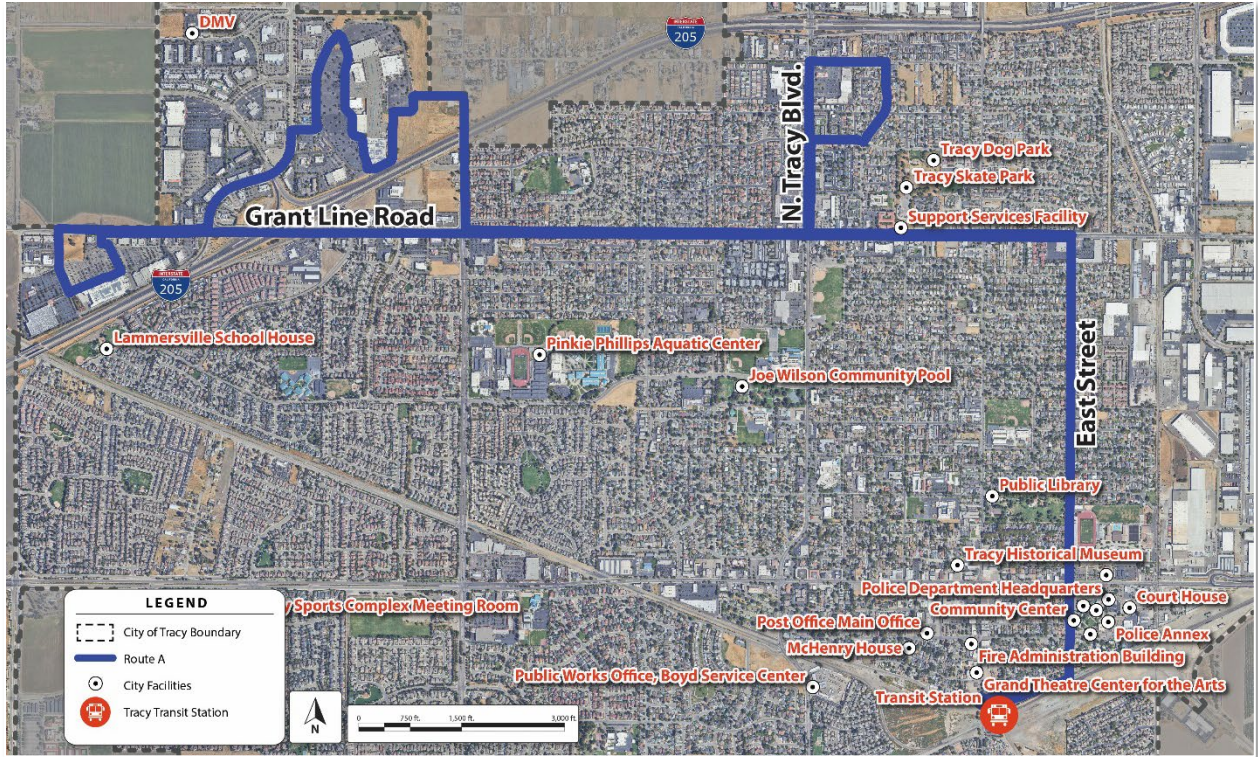 DMV
INTERSTATE
CALIFORNIA
205
N. Tracy Blvd.
Tracy Dog Park
Tracy Skate Park
Support Services Facility
Grant Line Road
INTERSTATE
CALIFORNIA
205
Lammersville School House
Pinkie Phillips Aquatic Center
Joe Wilson Community Pool
East Street
Public Library
Tracy Historical Museum
Police Department Headquarters
Court House
Community Center
Post Office Main Office
Police Annex
McHenry House
Fire Administration Building
Public Works Office, Boyd Service Center
Grand Theatre Center for the Arts
Transit Station
y Sports Complex Meeting Room
LEGEND
City of Tracy Boundary
Route A
City Facilities
Tracy Transit Station
N
0 750 ft. 1,500 ft. 3,000 ft.